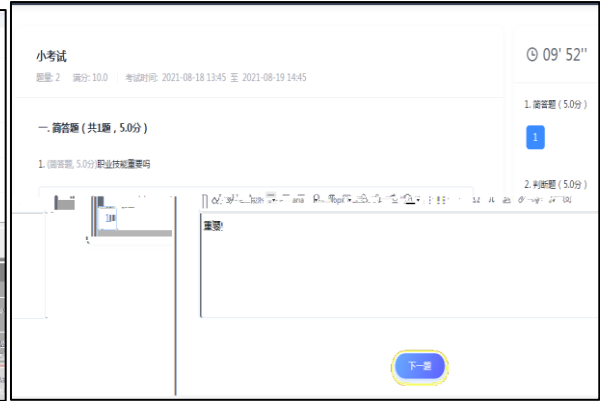 小考试
题量: 2 满分: 10.0 考试时间: 2021-08-18 13:45 至 2021-08-19 14:45
09' 52''
一. 简答题 ( 共1题 , 5.0分 )
1. 简答题 ( 5.0分 )
1
1. (简答题, 5.0分)职业技能重要吗
2. 判断题 ( 5.0分 )
重要!
下一题